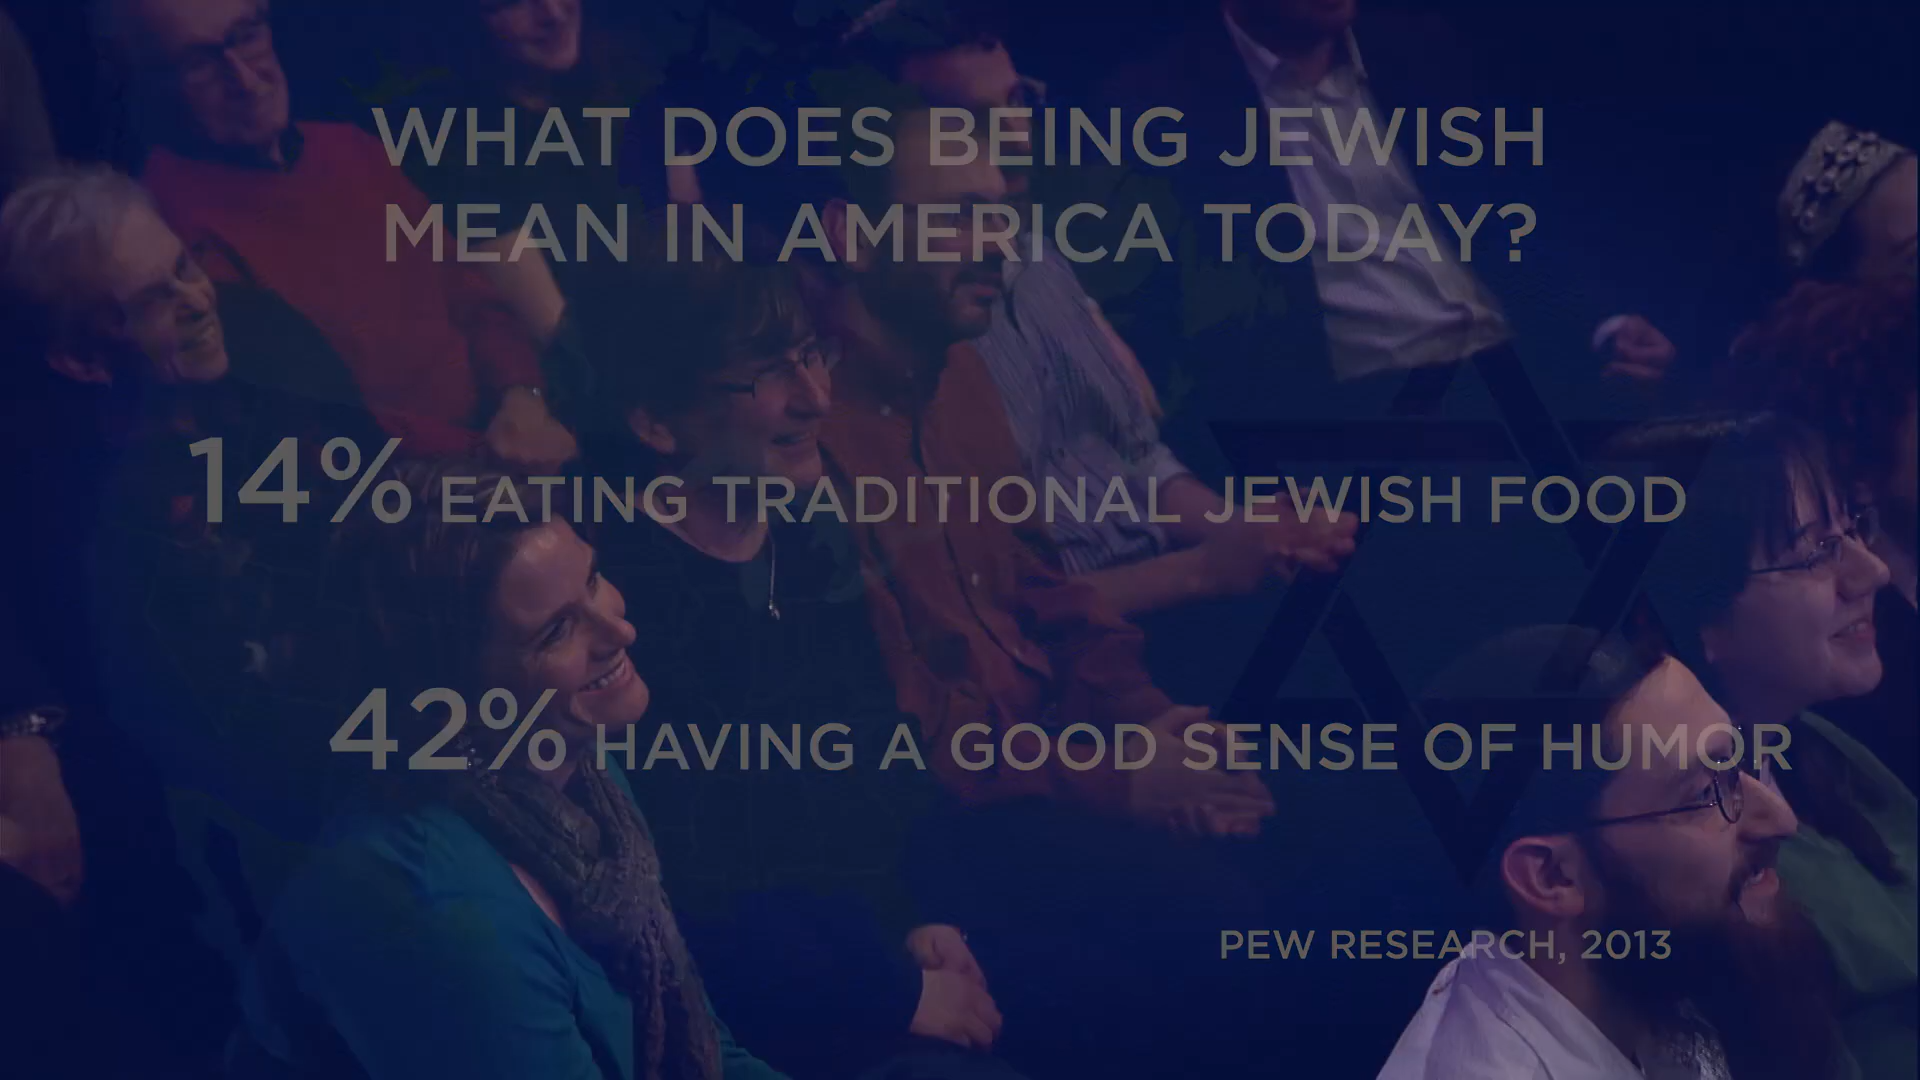 WHAT DOES BEING JEWISH
MEAN IN AMERICA TODAY?
14% EATING TRADITIONAL JEWISH FOOD
42% HAVING A GOOD SENSE OF HUMOR
PEW RESEARCH, 2013